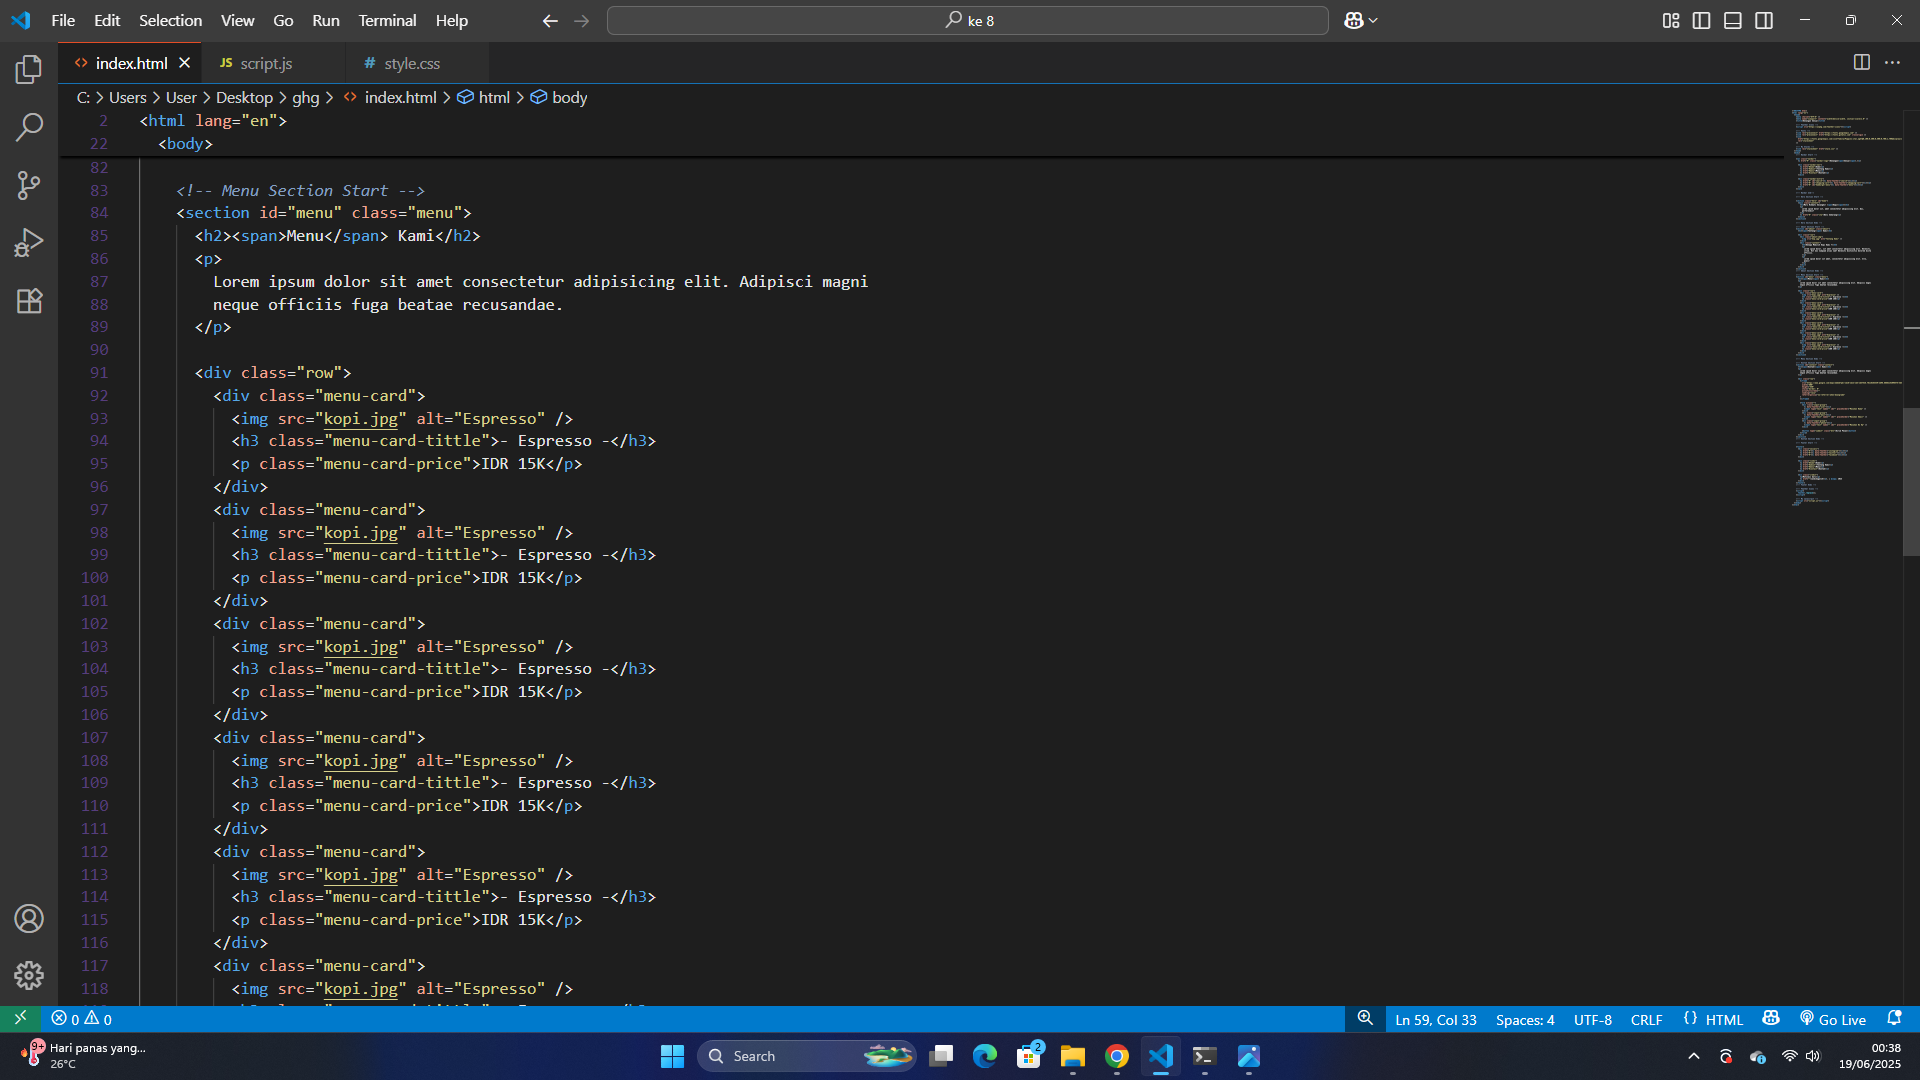 File Edit Selection View Go Run Terminal Help
ke 8
index.html
JS script.js
# style.css
C: > Users > User > Desktop > ghg > <> index.html > html > body
2 <html lang="en">
22 <body>
82
83 <!-- Menu Section Start -->
84 <section id="menu" class="menu">
85 <h2><span>Menu</span> Kami</h2>
86 <p>
87 Lorem ipsum dolor sit amet consectetur adipisicing elit. Adipisci magni
88 neque officiis fuga beatae recusandae.
89 </p>
90
91 <div class="row">
92 <div class="menu-card">
93 <img src="kopi.jpg" alt="Espresso" />
94 <h3 class="menu-card-tittle">- Espresso -</h3>
95 <p class="menu-card-price">IDR 15K</p>
96 </div>
97 <div class="menu-card">
98 <img src="kopi.jpg" alt="Espresso" />
99 <h3 class="menu-card-tittle">- Espresso -</h3>
100 <p class="menu-card-price">IDR 15K</p>
101 </div>
102 <div class="menu-card">
103 <img src="kopi.jpg" alt="Espresso" />
104 <h3 class="menu-card-tittle">- Espresso -</h3>
105 <p class="menu-card-price">IDR 15K</p>
106 </div>
107 <div class="menu-card">
108 <img src="kopi.jpg" alt="Espresso" />
109 <h3 class="menu-card-tittle">- Espresso -</h3>
110 <p class="menu-card-price">IDR 15K</p>
111 </div>
112 <div class="menu-card">
113 <img src="kopi.jpg" alt="Espresso" />
114 <h3 class="menu-card-tittle">- Espresso -</h3>
115 <p class="menu-card-price">IDR 15K</p>
116 </div>
117 <div class="menu-card">
118 <img src="kopi.jpg" alt="Espresso" />
0 0
Ln 59, Col 33 Spaces: 4 UTF-8 CRLF {} HTML Go Live
9+ Hari panas yang...
26°C
Search
2
00:38
19/06/2025